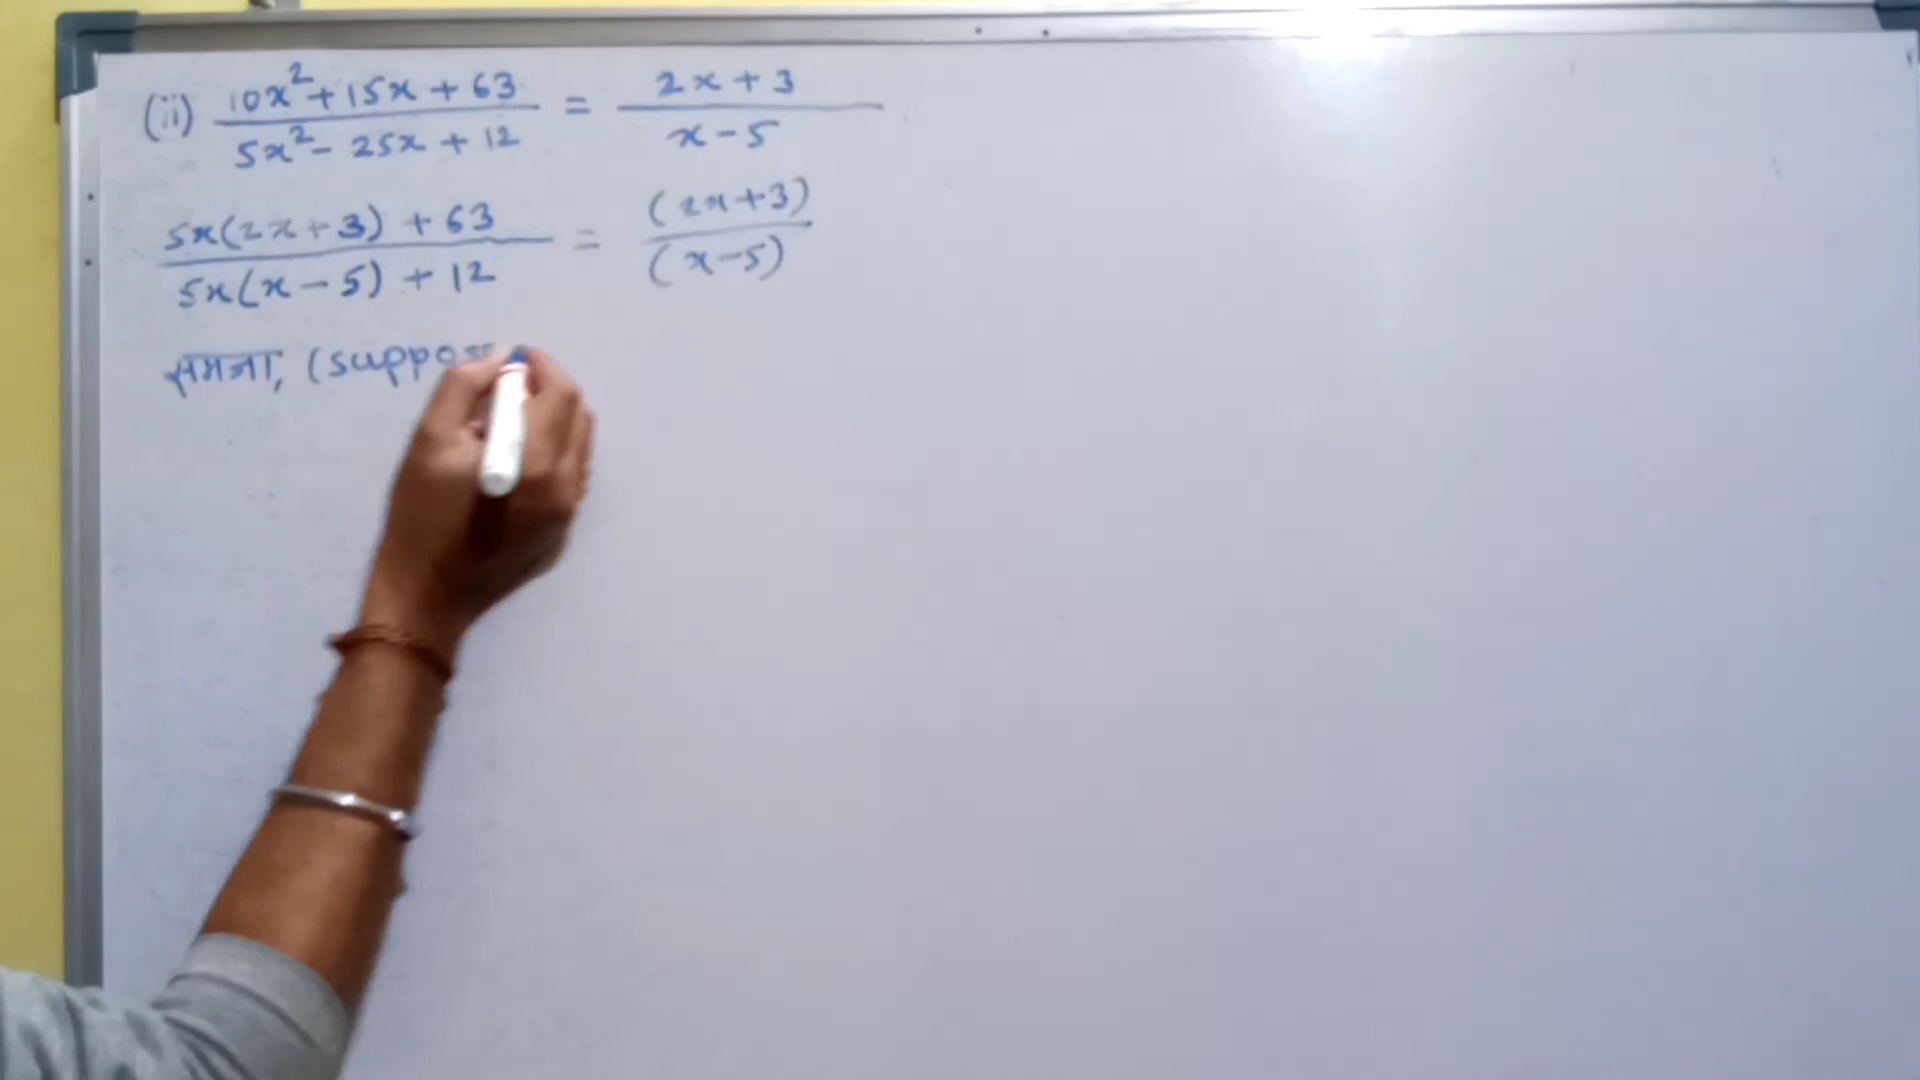 (ii) 10x²+15x+63 / 5x²-25x+12 = 2x+3 / x-5
5x(2x+3)+63 / 5x(x-5)+12 = (2x+3) / (x-5)
(suppos